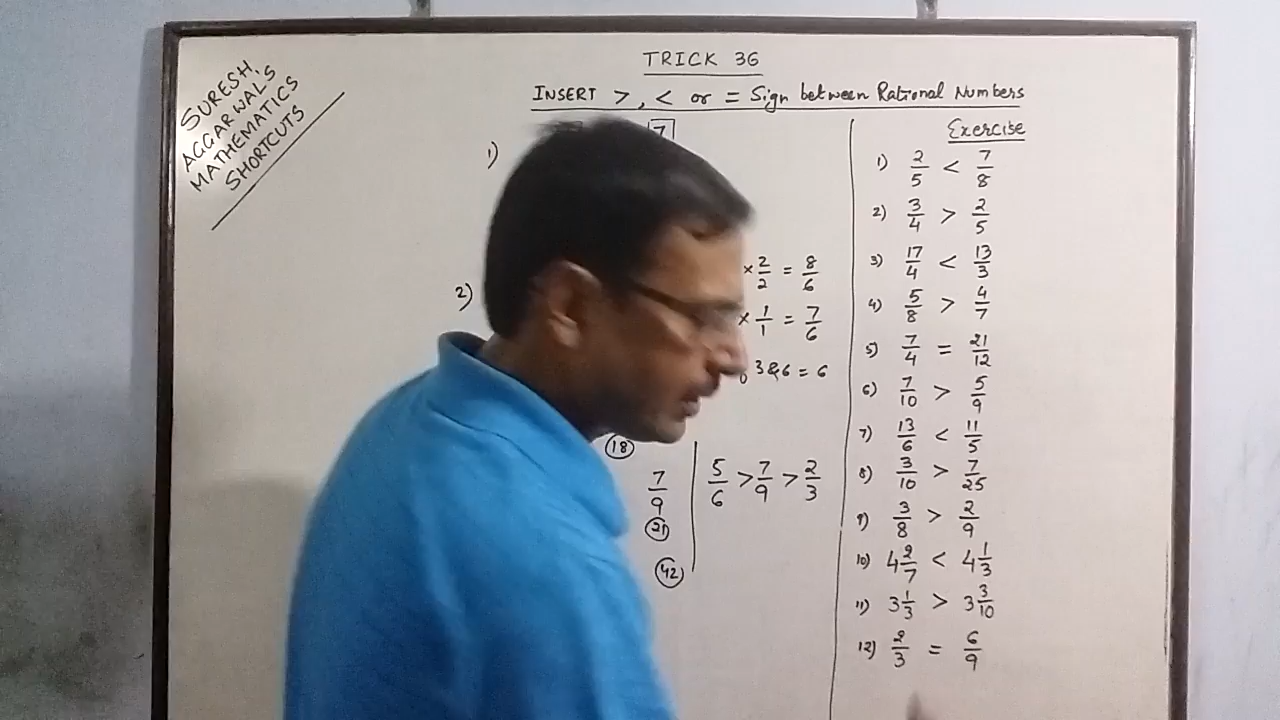 SURESH
AGGARWAL'S
MATHEMATICS
SHORTCUTS
TRICK 36
INSERT >, < or = Sign between Rational Numbers
1)
7
2)
× 2/2 = 8/6
× 1/1 = 7/6
3 & 6 = 6
18
7/9
21
42
5/6 > 7/9 > 2/3
Exercise
1) 2/5 < 7/8
2) 3/4 > 2/5
3) 17/4 < 13/3
4) 5/8 > 4/7
5) 7/4 = 21/12
6) 7/10 > 5/9
7) 13/6 < 11/5
8) 3/10 > 7/25
9) 3/8 > 2/9
10) 4 2/7 < 4 1/3
11) 3 1/3 > 3 3/10
12) 2/3 = 6/9